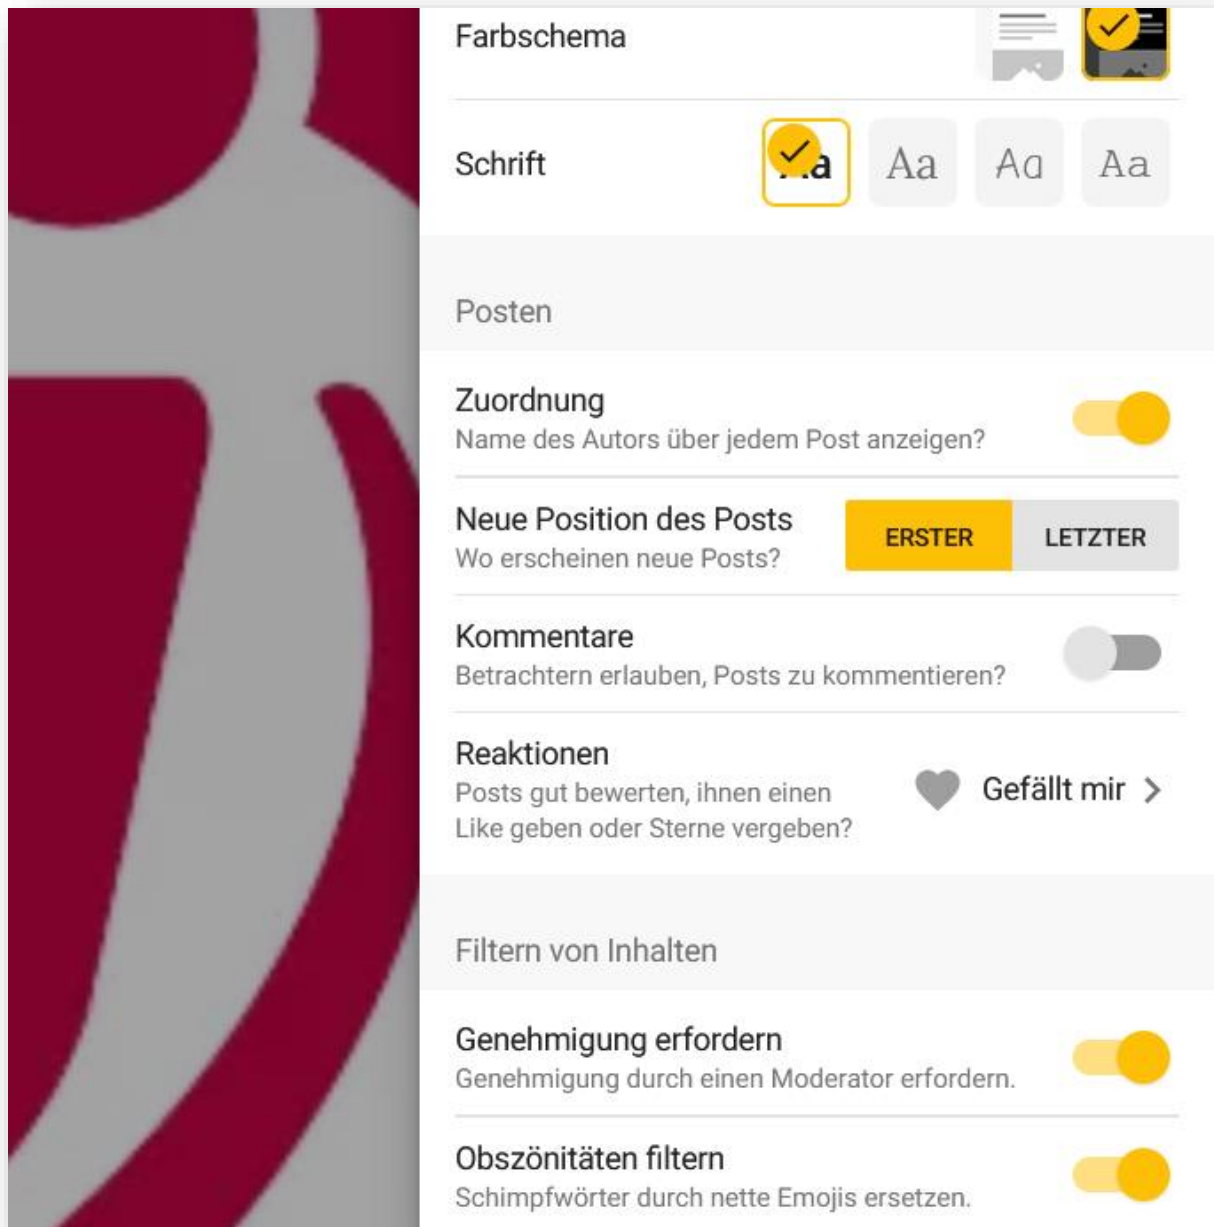 Farbschema
Schrift
Aa Aa Aa
Posten
Zuordnung
Name des Autors über jedem Post anzeigen?
Neue Position des Posts
Wo erscheinen neue Posts?
ERSTER LETZTER
Kommentare
Betrachtern erlauben, Posts zu kommentieren?
Reaktionen
Posts gut bewerten, ihnen einen
Like geben oder Sterne vergeben?
Gefällt mir
Filtern von Inhalten
Genehmigung erfordern
Genehmigung durch einen Moderator erfordern.
Obszönitäten filtern
Schimpfwörter durch nette Emojis ersetzen.